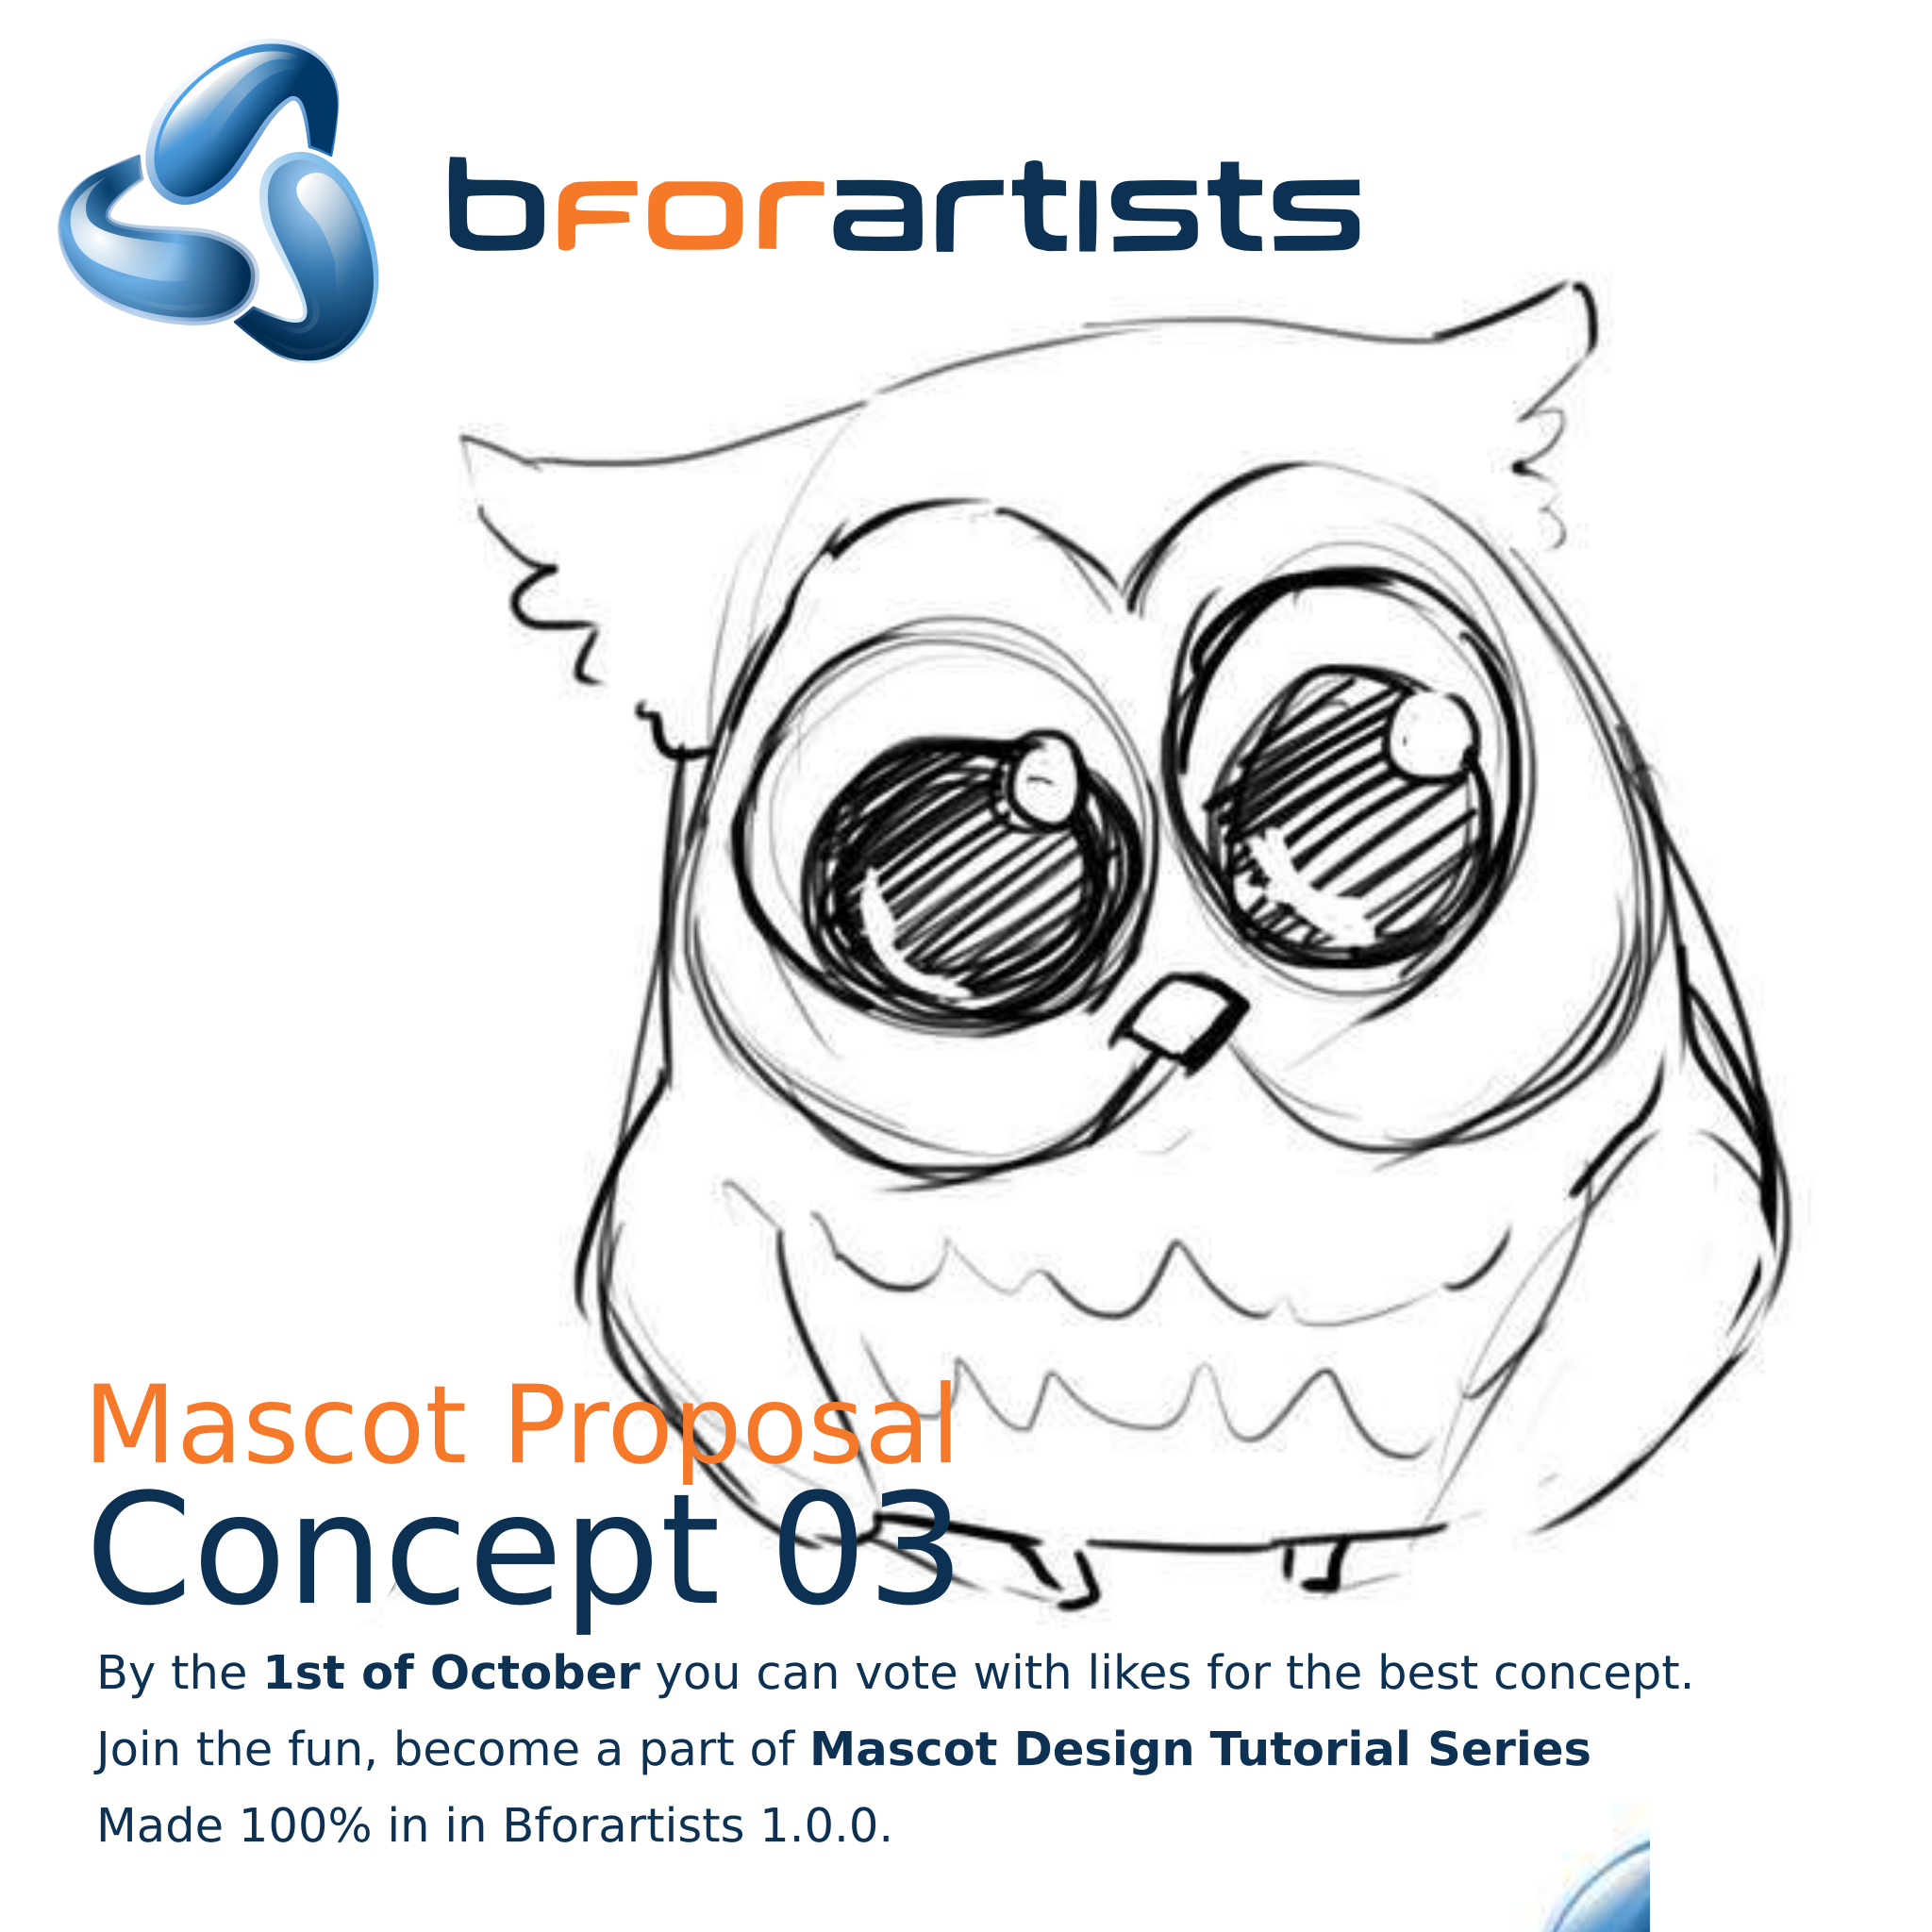 bforartists
Mascot Proposal
Concept 03
By the 1st of October you can vote with likes for the best concept.
Join the fun, become a part of Mascot Design Tutorial Series
Made 100% in in Bforartists 1.0.0.